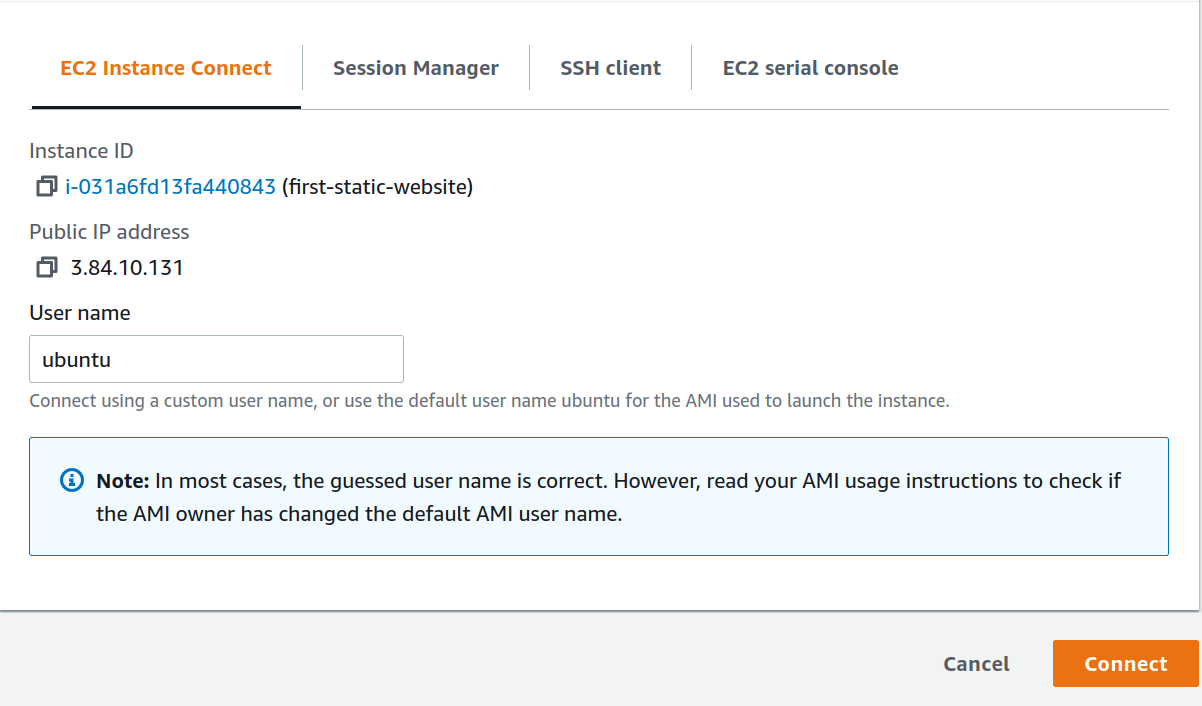 EC2 Instance Connect
Session Manager
SSH client
EC2 serial console
Instance ID
i-031a6fd13fa440843 (first-static-website)
Public IP address
3.84.10.131
User name
ubuntu
Connect using a custom user name, or use the default user name ubuntu for the AMI used to launch the instance.
Note: In most cases, the guessed user name is correct. However, read your AMI usage instructions to check if
the AMI owner has changed the default AMI user name.
Cancel
Connect